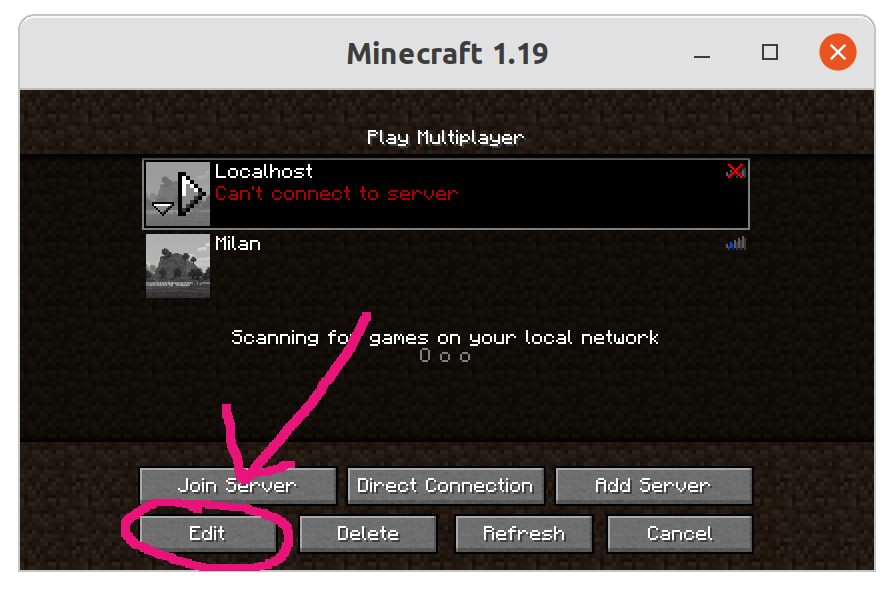 Minecraft 1.19
Play Multiplayer
Localhost
Can't connect to server
Milan
Scanning for games on your local network
Join Server Direct Connection Add Server
Edit Delete Refresh Cancel